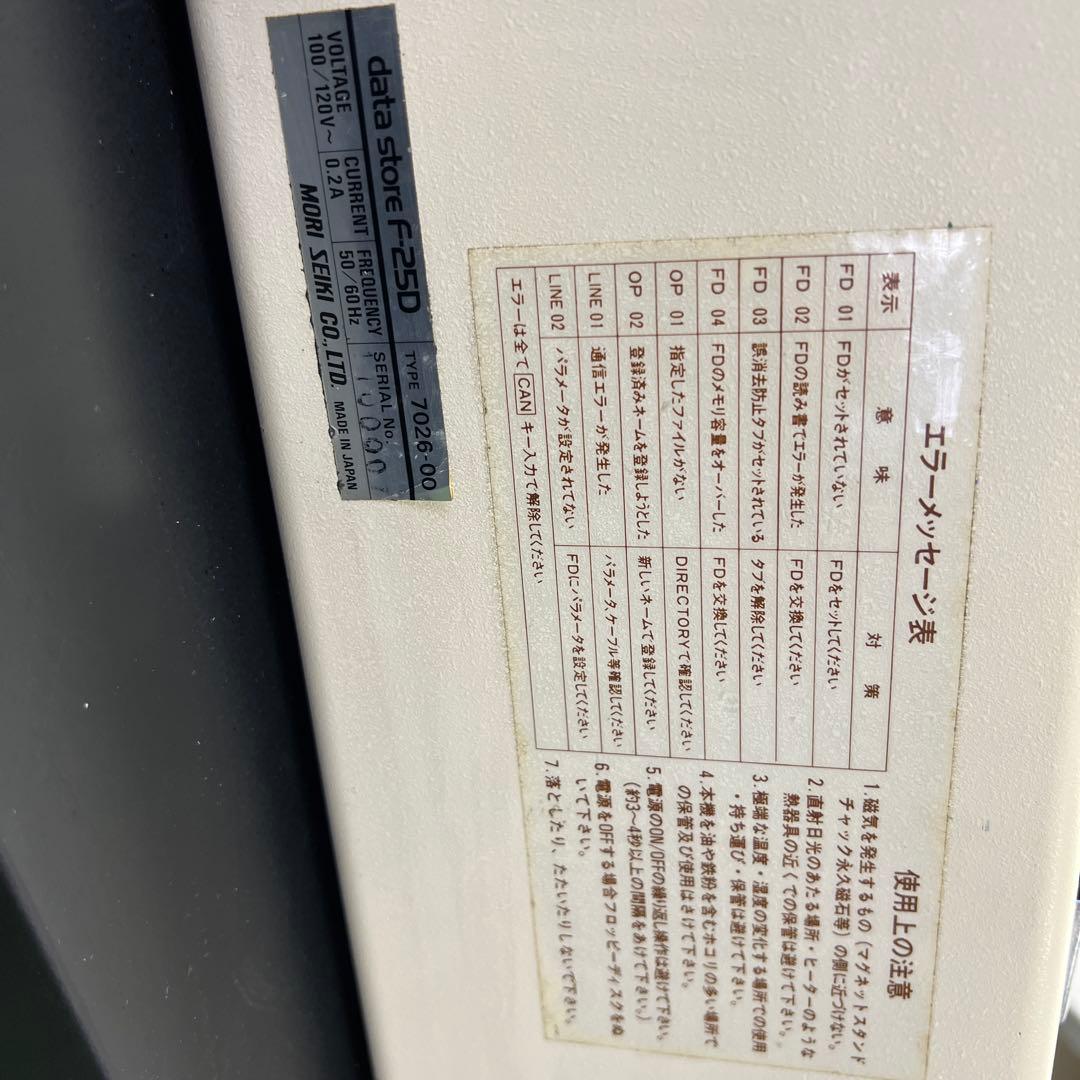 data store F-25D TYPE 7026-00
VOLTAGE CURRENT FREQUENCY SERIAL No.
100/120V～ 0.2A 50/60Hz
MORI SEIKI CO.,LTD. MADE IN JAPAN
エラーメッセージ表
表示 意味 対策
FD 01 FDがセットされていない FDをセットしてください
FD 02 FDの読み書でエラーが発生した FDを交換してください
FD 03 誤消去防止タブがセットされている タブを解除してください
FD 04 FDのメモリ容量をオーバーした FDを交換してください
OP 01 指定したファイルがない DIRECTORYで確認してください
OP 02 登録済みネームを登録しようとした 新しいネームで登録してください
LINE 01 通信エラーが発生した パラメータ､ケーブル等確認してください
LINE 02 パラメータが設定されてない FDにパラメータを設定してください
エラーは全て CAN キー入力で解除してください
使用上の注意
1.磁気を発生するもの（マグネットスタンド
チャック永久磁石等）の側に近づけない。
2.直射日光のあたる場所・ヒーターのような
熱器具の近くでの保管は避けて下さい。
3.極端な温度・湿度の変化する場所での使用
・持ち運び・保管は避けて下さい。
4.本機を油や鉄粉を含むホコリの多い場所で
の保管及び使用はさけて下さい。
5.電源のON/OFFの繰り返し操作は避けて下さい。
（約3～4秒以上の間隔をあけて下さい。）
6.電源をOFFする場合フロッピーディスクをぬ
いて下さい。
7.落としたり、たたいたりしないで下さい。